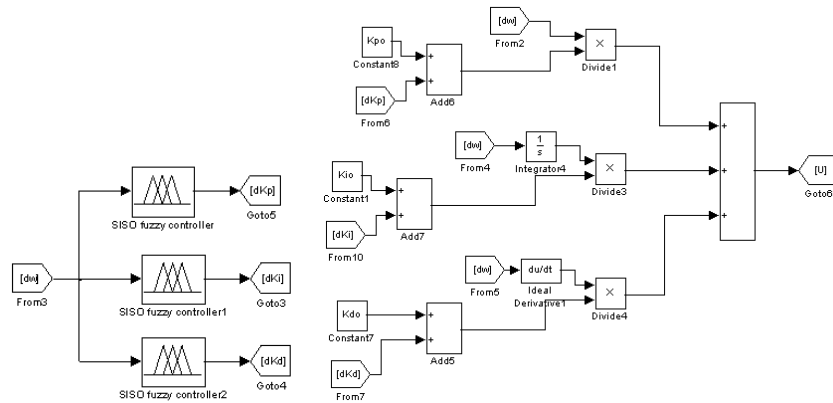 [dw]
From3
SISO fuzzy controller
[dKp]
Goto5
SISO fuzzy controller1
[dKi]
Goto3
SISO fuzzy controller2
[dKd]
Goto4
Kpo
Constant8
[dKp]
From6
+
+
Add6
[dw]
From2
×
Divide1
Kio
Constant1
[dKi]
From10
+
+
Add7
[dw]
From4
1
s
Integrator4
×
Divide3
Kdo
Constant7
[dKd]
From7
+
+
Add5
[dw]
From5
du/dt
Ideal
Derivative1
×
Divide4
+
+
+
[U]
Goto6